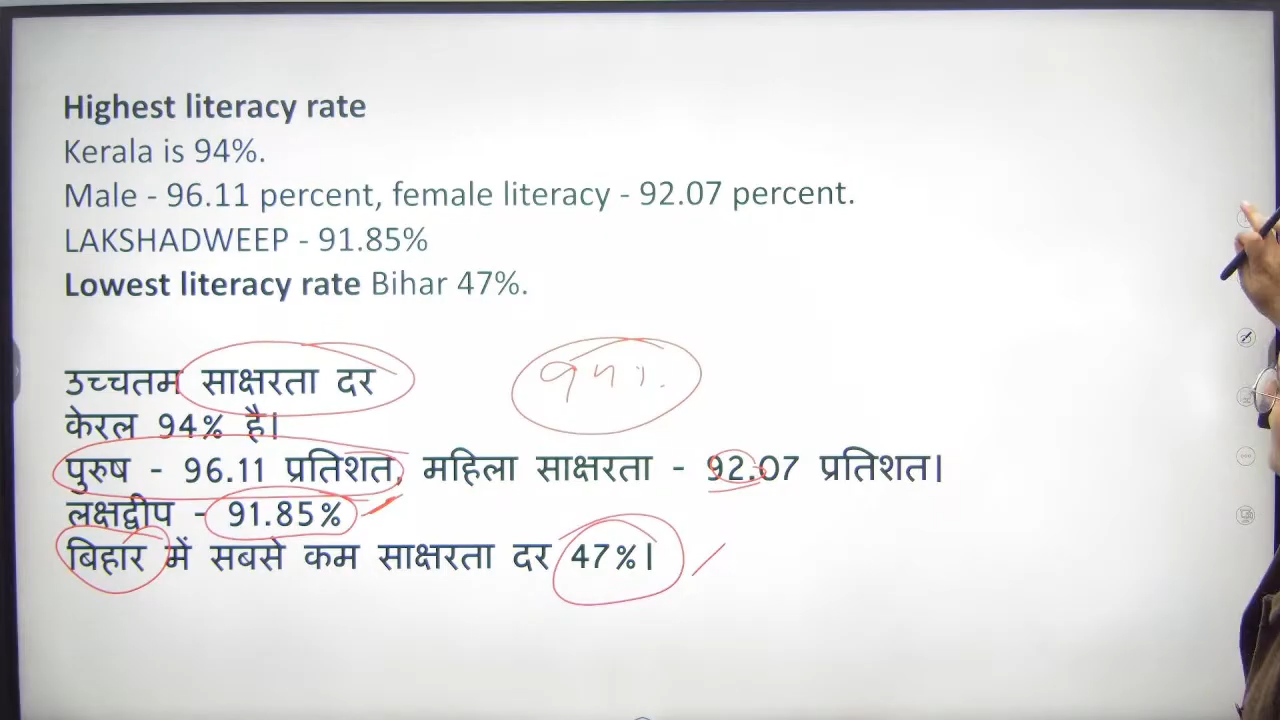 Highest literacy rate
Kerala is 94%.
Male - 96.11 percent, female literacy - 92.07 percent.
LAKSHADWEEP - 91.85%
Lowest literacy rate Bihar 47%.
उच्चतम साक्षरता दर
94%.
केरल 94% है।
पुरुष - 96.11 प्रतिशत, महिला साक्षरता - 92.07 प्रतिशत।
लक्षद्वीप - 91.85%
बिहार में सबसे कम साक्षरता दर 47%।